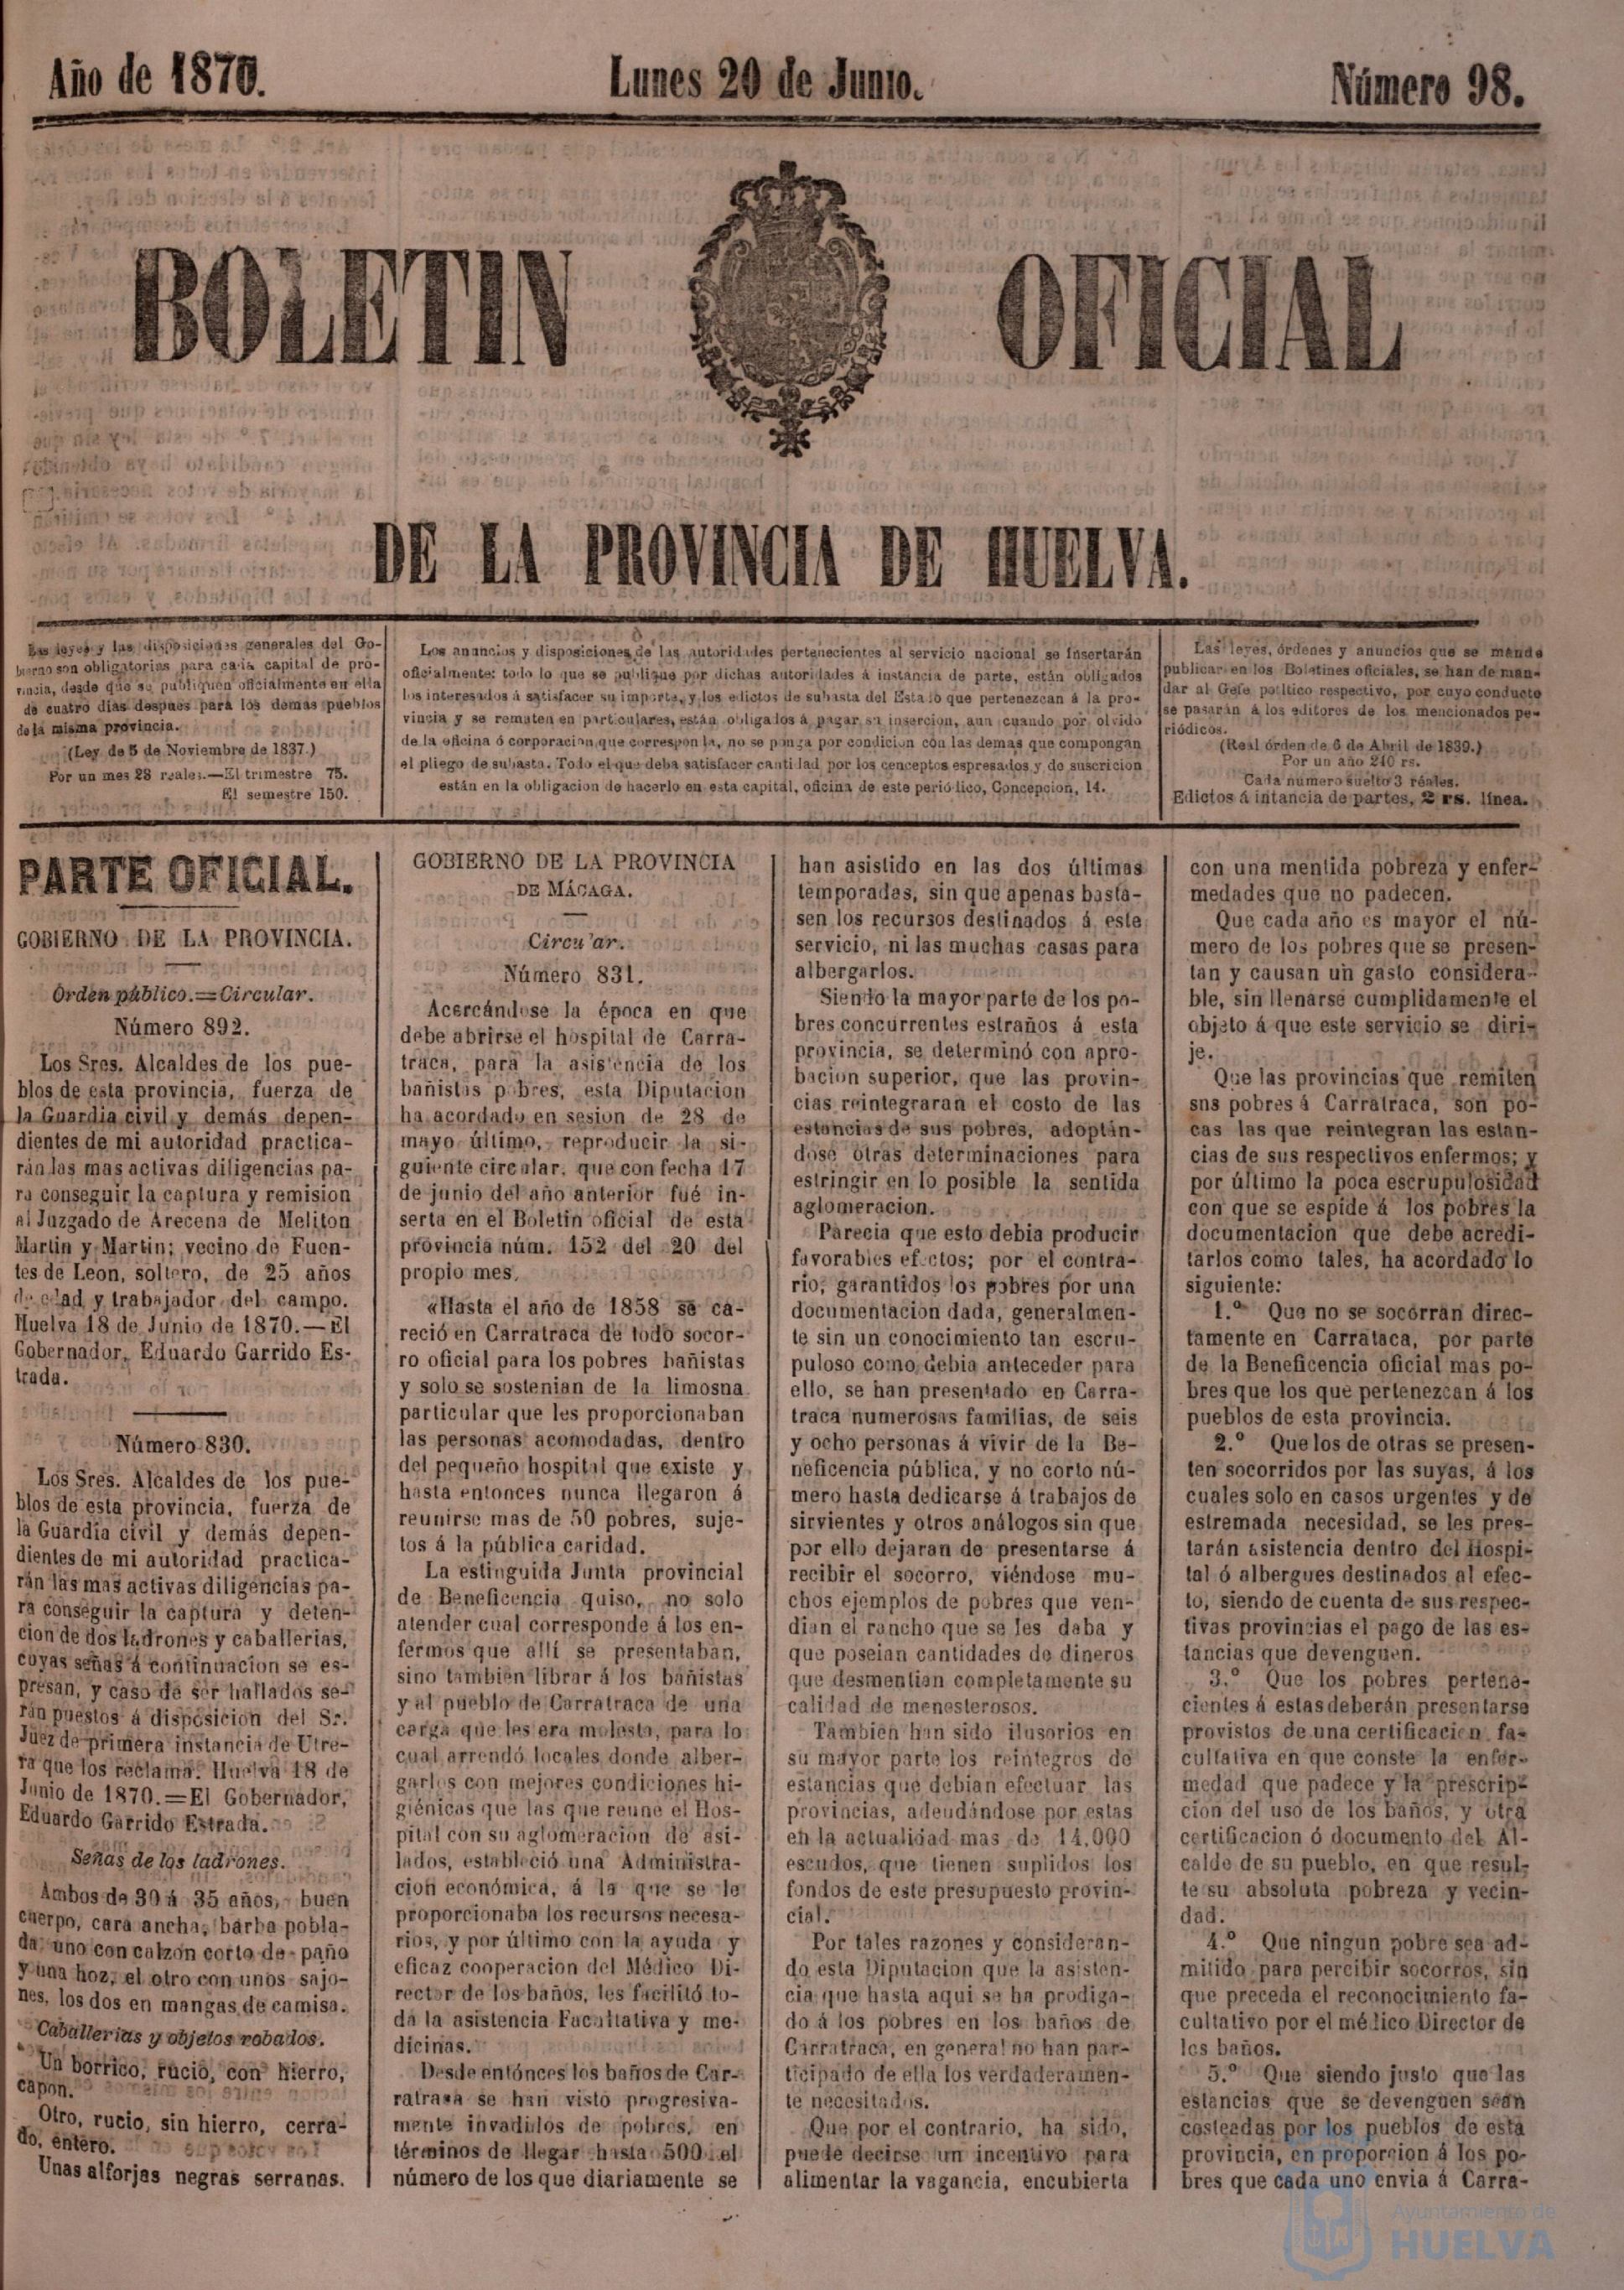 Año de 1870.
Lunes 20 de Junio.
Número 98.
BOLETIN OFICIAL
DE LA PROVINCIA DE HUELVA.
Las leyes y las disposiciones generales del Go-
bierno son obligatorias para cada capital de pro-
vincia, desde que se publiquen oficialmente en ella
de cuatro dias despues para los demás pueblos
de la misma provincia.
(Ley de 5 de Noviembre de 1837.)
Por un mes 28 reales.—El trimestre 75.
El semestre 150.
Los anuncios y disposiciones de las autoridades pertenecientes al servicio nacional se insertarán
oficialmente: todo lo que se publique por dichas autoridades á instancia de parte, están obligados
los interesados á satisfacer su importe, y los edictos de subasta del Estado que pertenezcan á la pro-
vincia y se rematen en particulares, están obligados á pagar su insercion, aun cuando por olvido
de la oficina ó corporacion que corresponda, no se ponga por condicion con las demas que compongan
el pliego de subasta. Todo el que deba satisfacer cantidad por los conceptos espresados y de suscricion
están en la obligacion de hacerlo en esta capital, oficina de este periódico, Concepcion, 14.
Las leyes, órdenes y anuncios que se mande
publicar en los Boletines oficiales, se han de man-
dar al Gefe político respectivo, por cuyo conducto
se pasarán á los editores de los mencionados pe-
riódicos.
(Real órden de 6 de Abril de 1839.)
Por un año 240 rs.
Cada número suelto 3 reales.
Edictos á intancia de partes, 2 rs. línea.
PARTE OFICIAL.
GOBIERNO DE LA PROVINCIA.
Orden público.=Circular.
Número 892.
Los Sres. Alcaldes de los pue-
blos de esta provincia, fuerza de
la Guardia civil y demás depen-
dientes de mi autoridad practica-
rán las mas activas diligencias pa-
ra conseguir la captura y remision
al Juzgado de Arecena de Meliton
Martin y Martin; vecino de Fuen-
tes de Leon, soltero, de 25 años
de edad y trabajador del campo.
Huelva 18 de Junio de 1870.—El
Gobernador, Eduardo Garrido Es-
trada.
Número 830.
Los Sres. Alcaldes de los pue-
blos de esta provincia, fuerza de
la Guardia civil y demás depen-
dientes de mi autoridad practica-
rán las mas activas diligencias pa-
ra conseguir la captura y deten-
cion de dos ladrones y caballerias,
cuyas señas á continuacion se es-
presan, y caso de ser hallados se-
rán puestos á disposicion del Sr.
Juez de primera instancia de Utre-
ra que los reclama. Huelva 18 de
Junio de 1870.=El Gobernador,
Eduardo Garrido Estrada.
Señas de los ladrones.
Ambos de 30 á 35 años, buen
cuerpo, cara ancha, barba pobla-
da, uno con calzon corto de paño
y una hoz, el otro con unos sajo-
nes, los dos en mangas de camisa.
Caballerias y objetos robados.
Un borrico, rucio, con hierro,
capon.
Otro, rucio, sin hierro, cerra-
do, entero.
Unas alforjas negras serranas.
GOBIERNO DE LA PROVINCIA
DE MÁCAGA.
Circular.
Número 831.
Acercándose la época en que
debe abrirse el hospital de Carra-
traca, para la asistencia de los
bañistas pobres, esta Diputacion
ha acordado en sesion de 28 de
mayo último, reproducir la si-
guiente circular, que con fecha 17
de junio del año anterior fué in-
serta en el Boletin oficial de esta
provincia núm. 152 del 20 del
propio mes.
«Hasta el año de 1858 se ca-
reció en Carratraca de todo socor-
ro oficial para los pobres bañistas
y solo se sostenian de la limosna
particular que les proporcionaban
las personas acomodadas, dentro
del pequeño hospital que existe y
hasta entonces nunca llegaron á
reunirse mas de 50 pobres, suje-
tos á la pública caridad.
La estinguida Junta provincial
de Beneficencia quiso, no solo
atender cual corresponde á los en-
fermos que allí se presentaban,
sino tambien librar á los bañistas
y al pueblo de Carratraca de una
carga que les era molesta, para lo
cual arrendó locales donde alber-
garlos con mejores condiciones hi-
giénicas que las que reune el Hos-
pital con su aglomeracion de asi-
lados, estableció una Administra-
cion económica, á la que se le
proporcionaba los recursos necesa-
rios, y por último con la ayuda y
eficaz cooperacion del Médico Di-
rector de los baños, les facilitó to-
da la asistencia Facultativa y me-
dicinas.
Desde entónces los baños de Car-
ratrasa se han visto progresiva-
mente invadidos de pobres, en
términos de llegar hasta 500 el
número de los que diariamente se
han asistido en las dos últimas
temporadas, sin que apenas basta-
sen los recursos destinados á este
servicio, ni las muchas casas para
albergarlos.
Siendo la mayor parte de los po-
bres concurrentes estraños á esta
provincia, se determinó con apro-
bacion superior, que las provin-
cias reintegraran el costo de las
estancias de sus pobres, adoptán-
dose otras determinaciones para
estringir en lo posible la sentida
aglomeracion.
Parecia que esto debia producir
favorables efectos; por el contra-
rio, garantidos los pobres por una
documentacion dada, generalmen-
te sin un conocimiento tan escru-
puloso como debia anteceder para
ello, se han presentado en Carra-
traca numerosas familias, de seis
y ocho personas á vivir de la Be-
neficencia pública, y no corto nú-
mero hasta dedicarse á trabajos de
sirvientes y otros análogos sin que
por ello dejaran de presentarse á
recibir el socorro, viéndose mu-
chos ejemplos de pobres que ven-
dian el rancho que se les daba y
que poseian cantidades de dineros
que desmentian completamente su
calidad de menesterosos.
Tambien han sido ilusorios en
su mayor parte los reintegros de
estancias que debian efectuar las
provincias, adeudándose por estas
en la actualidad mas de 14.000
escudos, que tienen suplidos los
fondos de este presupuesto provin-
cial.
Por tales razones y consideran-
do esta Diputacion que la asisten-
cia que hasta aqui se ha prodiga-
do á los pobres en los baños de
Carratraca, en general no han par-
ticipado de ella los verdaderamen-
te necesitados.
Que por el contrario, ha sido,
puede decirse un incentivo para
alimentar la vagancia, encubierta
con una mentida pobreza y enfer-
medades que no padecen.
Que cada año es mayor el nú-
mero de los pobres que se presen-
tan y causan un gasto considera-
ble, sin llenarse cumplidamente el
objeto á que este servicio se diri-
je.
Que las provincias que remiten
sns pobres á Carratraca, son po-
cas las que reintegran las estan-
cias de sus respectivos enfermos; y
por último la poca escrupulosidad
con que se espide á los pobres la
documentacion que debe acredi-
tarlos como tales, ha acordado lo
siguiente:
1.º Que no se socorran direc-
tamente en Carrataca, por parte
de la Beneficencia oficial mas po-
bres que los que pertenezcan á los
pueblos de esta provincia.
2.º Que los de otras se presen-
ten socorridos por las suyas, á los
cuales solo en casos urgentes y de
estremada necesidad, se les pres-
tarán asistencia dentro del Hospi-
tal ó albergues destinados al efec-
to, siendo de cuenta de sus respec-
tivas provincias el pago de las es-
tancias que devenguen.
3.º Que los pobres pertene-
cientes á estas deberán presentarse
provistos de una certificacion fa-
cultativa en que conste la enfer-
medad que padece y la prescrip-
cion del uso de los baños, y otra
certificacion ó documento del Al-
calde de su pueblo, en que resul-
te su absoluta pobreza y vecin-
dad.
4.º Que ningun pobre sea ad-
mitido para percibir socorros, sin
que preceda el reconocimiento fa-
cultativo por el médico Director de
los baños.
5.º Que siendo justo que las
estancias que se devenguen sean
costeadas por los pueblos de esta
provincia, en proporcion á los po-
bres que cada uno envia á Carra-
Ayuntamiento de
HUELVA